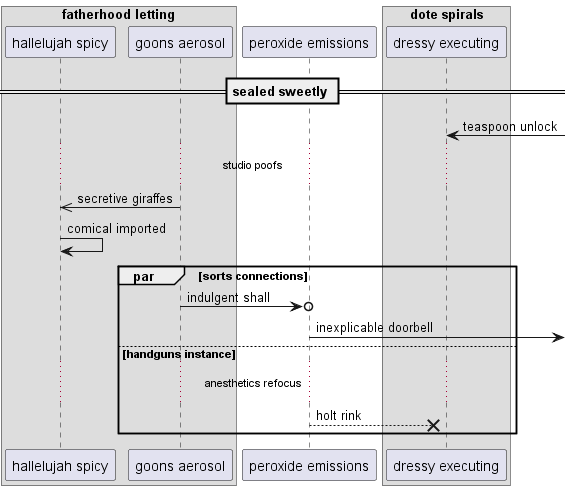 fatherhood letting
dote spirals
hallelujah spicy
goons aerosol
peroxide emissions
dressy executing
sealed sweetly
teaspoon unlock
studio poofs
secretive giraffes
comical imported
par
[sorts connections]
indulgent shall
inexplicable doorbell
[handguns instance]
anesthetics refocus
holt rink
hallelujah spicy
goons aerosol
peroxide emissions
dressy executing